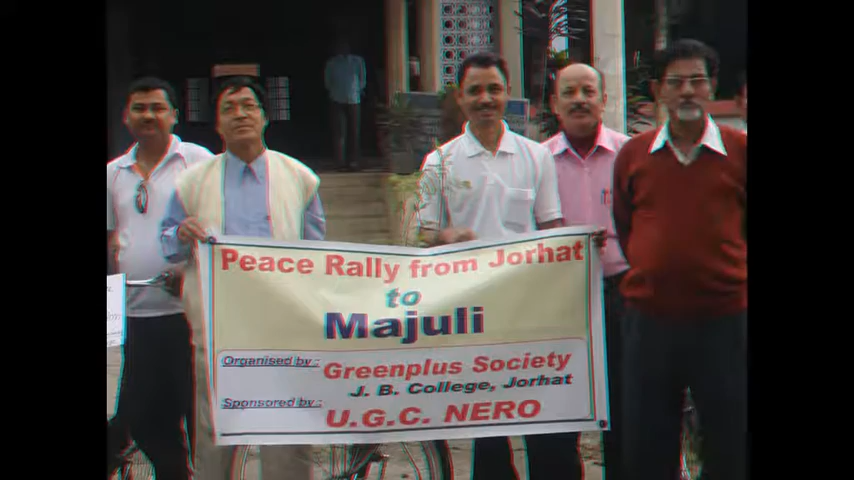 Peace Rally from Jorhat
to
Majuli
Organised by :- Greenplus Society
J. B. College, Jorhat
Sponsored by:-
U.G.C. NERO